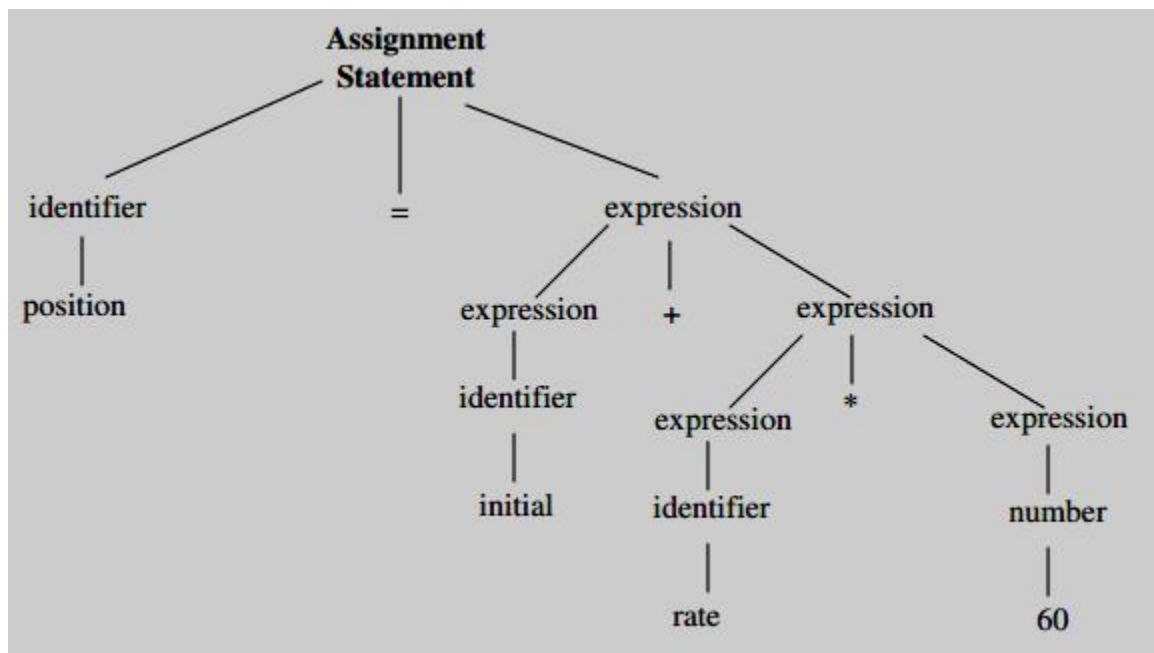 Assignment
Statement
identifier = expression
position expression + expression
identifier expression * expression
initial identifier number
rate 60